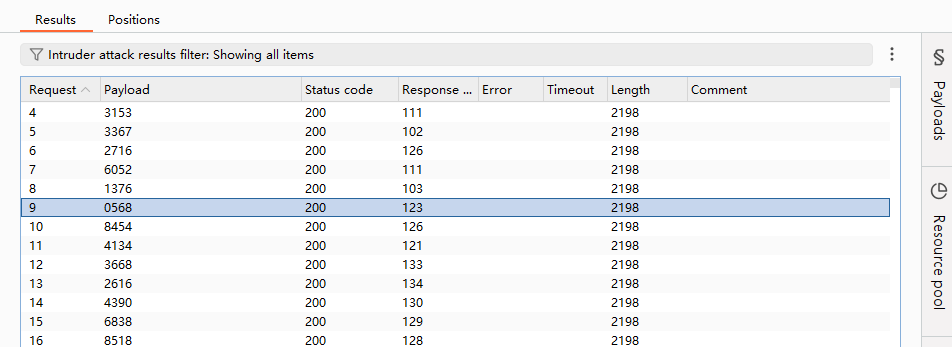 Results Positions
Intruder attack results filter: Showing all items
Request Payload Status code Response ... Error Timeout Length Comment
4 3153 200 111 2198
5 3367 200 102 2198
6 2716 200 126 2198
7 6052 200 111 2198
8 1376 200 103 2198
9 0568 200 123 2198
10 8454 200 126 2198
11 4134 200 121 2198
12 3668 200 133 2198
13 2616 200 134 2198
14 4390 200 130 2198
15 6838 200 129 2198
16 8518 200 128 2198
Payloads
Resource pool